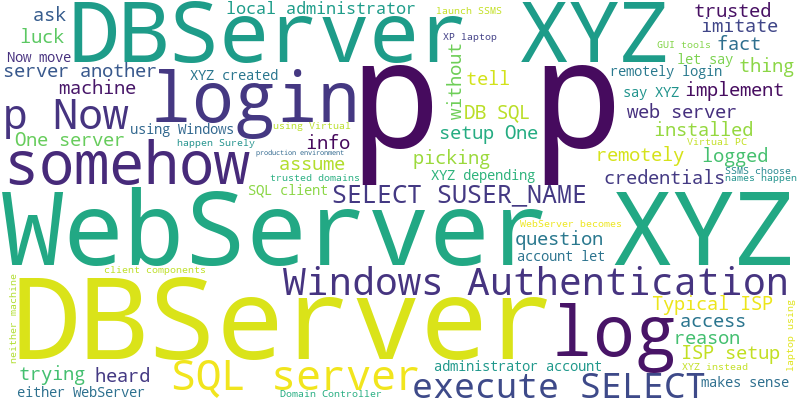 ask
local administrator
launch SSMS
trusted
luck
DBServer XYZ
XP laptop
imitate
Now move
GUI tools
fact
server another
XYZ created
without
let say
thing
machine
login
p p
tell
remotely login
say XYZ
implement
p Now
using Windows
using Virtual
DB SQL
web server
One server
happen Surely
info
setup One
installed
Virtual PC
somehow
production environment
assume
picking
remotely
logged
trusted domains
XYZ depending
SSMS choose
SQL client
SELECT SUSER_NAME
credentials
names happen
WebServer XYZ
WebServer becomes
question
account let
client components
neither machine
DBServer
Windows Authentication
log
Typical ISP
access
reason
laptop using
trying
heard
SQL server
administrator account
ISP setup
XYZ instead
either WebServer
Domain Controller
execute SELECT
makes sense